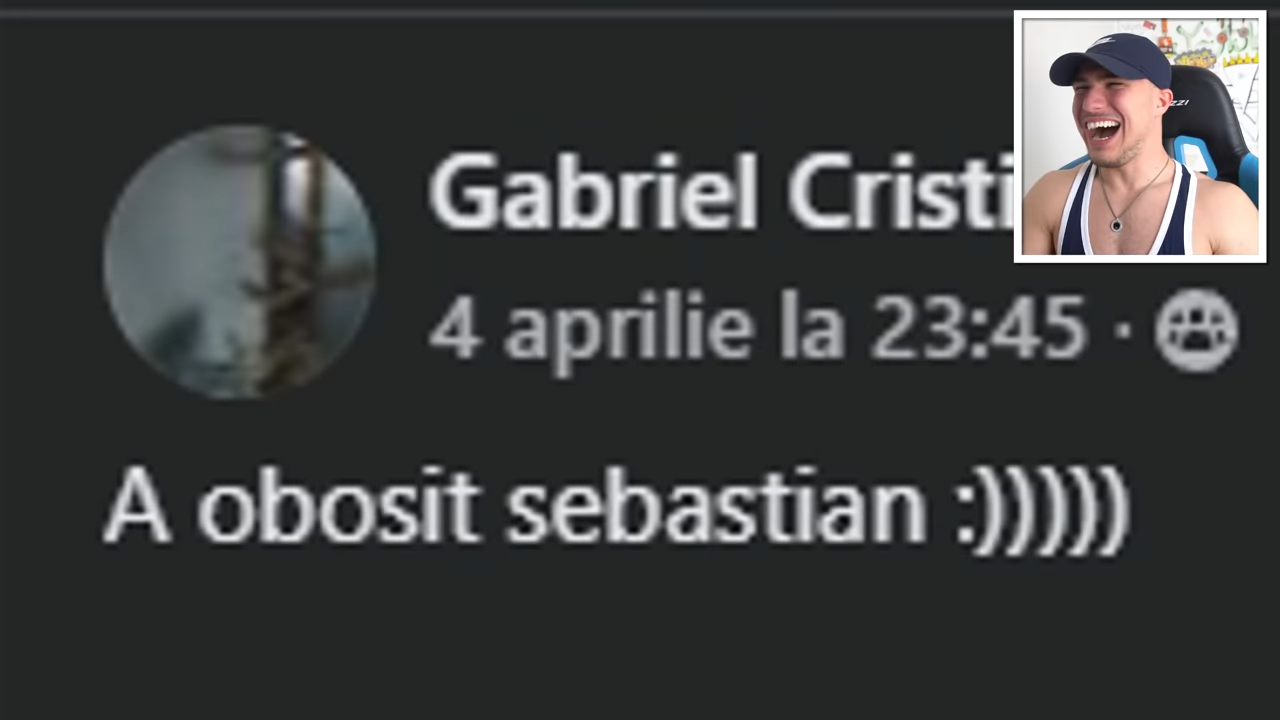 Gabriel Cristi
4 aprilie la 23:45 ·
A obosit sebastian :)))))